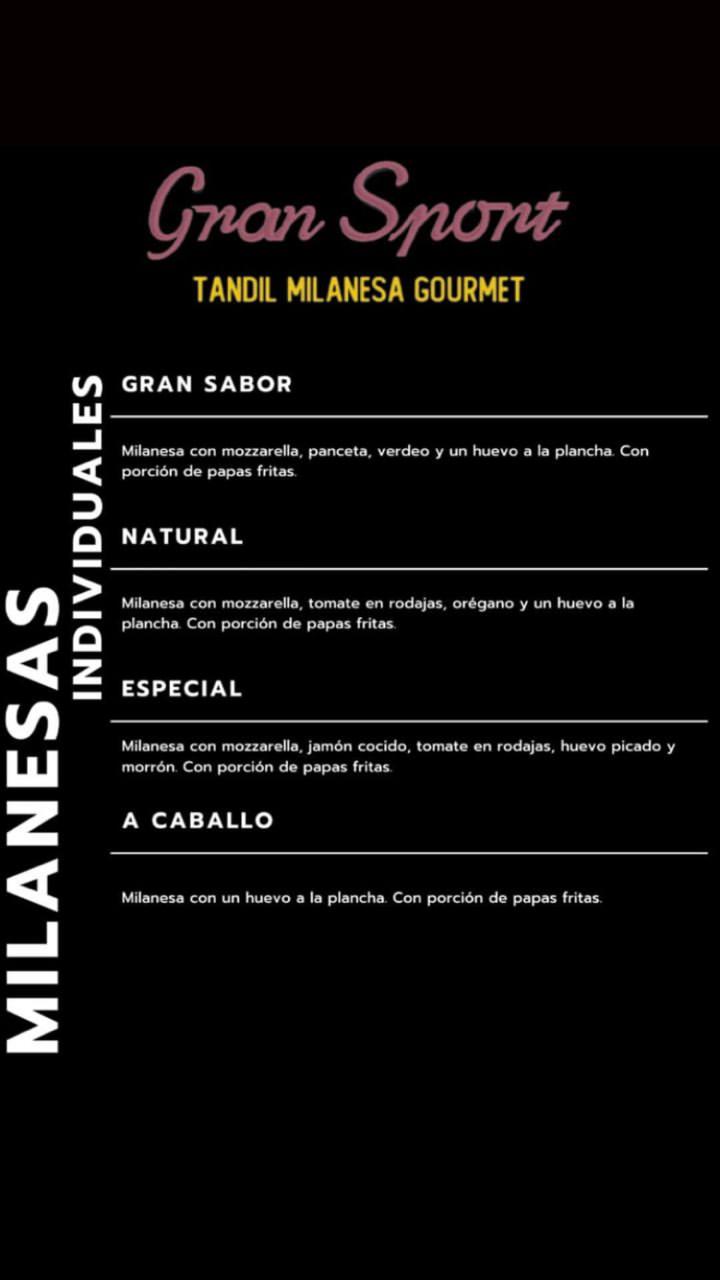 Gran Sport
TANDIL MILANESA GOURMET
MILANESAS
INDIVIDUALES
GRAN SABOR
Milanesa con mozzarella, panceta, verdeo y un huevo a la plancha. Con
porción de papas fritas.
NATURAL
Milanesa con mozzarella, tomate en rodajas, orégano y un huevo a la
plancha. Con porción de papas fritas.
ESPECIAL
Milanesa con mozzarella, jamón cocido, tomate en rodajas, huevo picado y
morrón. Con porción de papas fritas.
A CABALLO
Milanesa con un huevo a la plancha. Con porción de papas fritas.